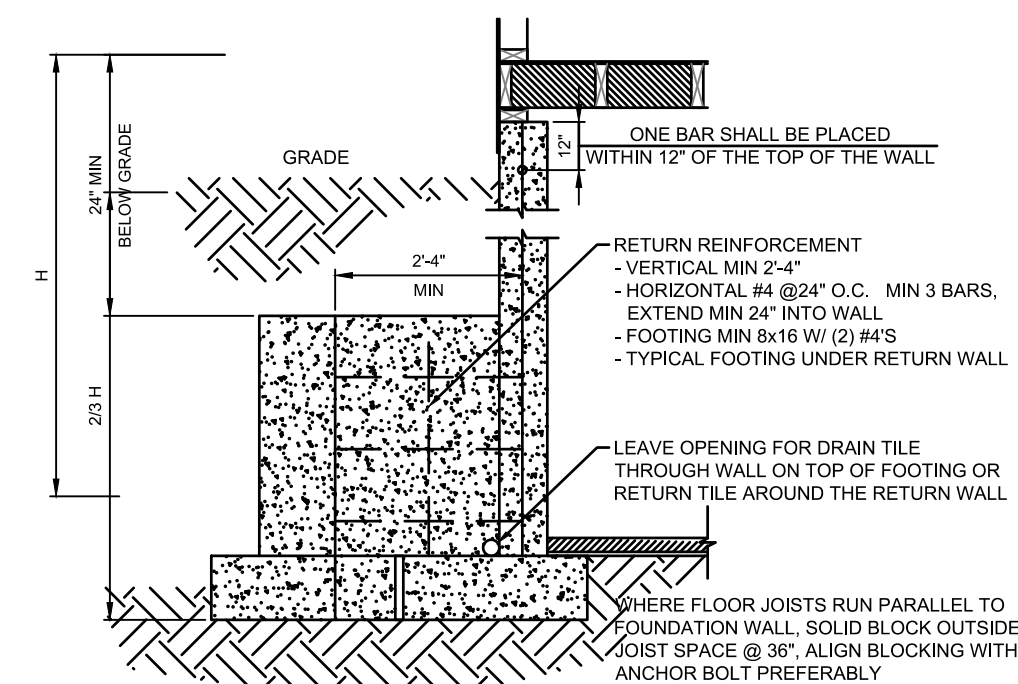 ONE BAR SHALL BE PLACED
WITHIN 12" OF THE TOP OF THE WALL
12"
GRADE
24" MIN
BELOW GRADE
H
2'-4"
MIN
RETURN REINFORCEMENT
- VERTICAL MIN 2'-4"
- HORIZONTAL #4 @24" O.C. MIN 3 BARS,
EXTEND MIN 24" INTO WALL
- FOOTING MIN 8x16 W/ (2) #4'S
- TYPICAL FOOTING UNDER RETURN WALL
2/3 H
LEAVE OPENING FOR DRAIN TILE
THROUGH WALL ON TOP OF FOOTING OR
RETURN TILE AROUND THE RETURN WALL
WHERE FLOOR JOISTS RUN PARALLEL TO
FOUNDATION WALL, SOLID BLOCK OUTSIDE
JOIST SPACE @ 36", ALIGN BLOCKING WITH
ANCHOR BOLT PREFERABLY